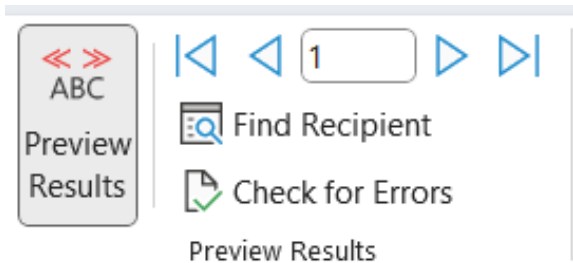 ABC
Preview
Results
1
Find Recipient
Check for Errors
Preview Results